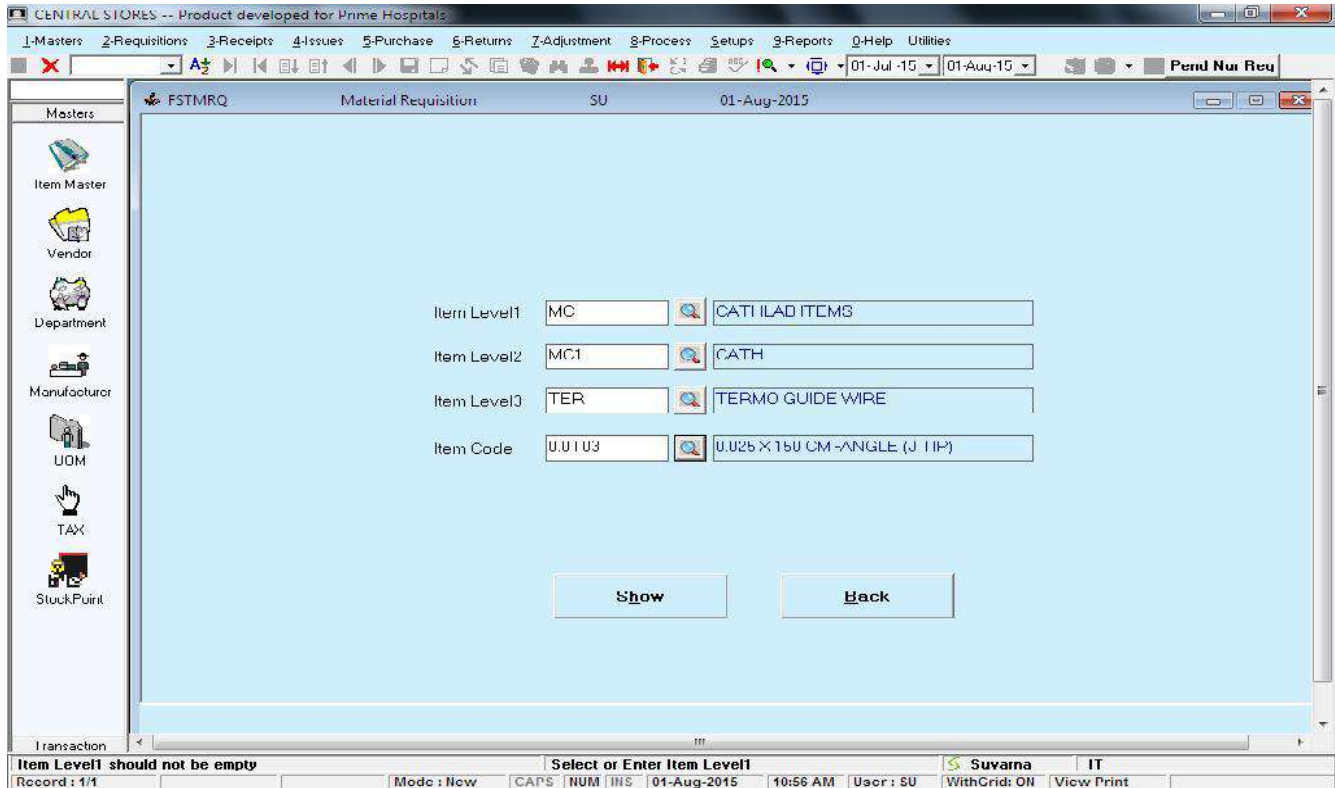 CENTRAL STORES -- Product developed for Prime Hospitals
1-Masters 2-Requisitions 3-Receipts 4-Issues 5-Purchase 6-Returns 7-Adjustment 8-Process Setups 9-Reports 0-Help Utilities
01-Jul-15 01-Aug-15 Pend Nur Req
Masters
FSTMRQ Material Requisition SU 01-Aug-2015
Item Master
Vendor
Department
Manufacturer
UOM
TAX
StockPoint
Item Level1 MC CATH LAB ITEMS
Item Level2 MC1 CATH
Item Level3 TER TERMO GUIDE WIRE
Item Code 0.025 X 150 CM -ANGLE (J TIP)
Show Back
Transaction
Item Level1 should not be empty Select or Enter Item Level1 Suvarna IT
Record : 1/1 Mode : New CAPS NUM INS 01-Aug-2015 10:56 AM User : SU WithGrid: ON View Print